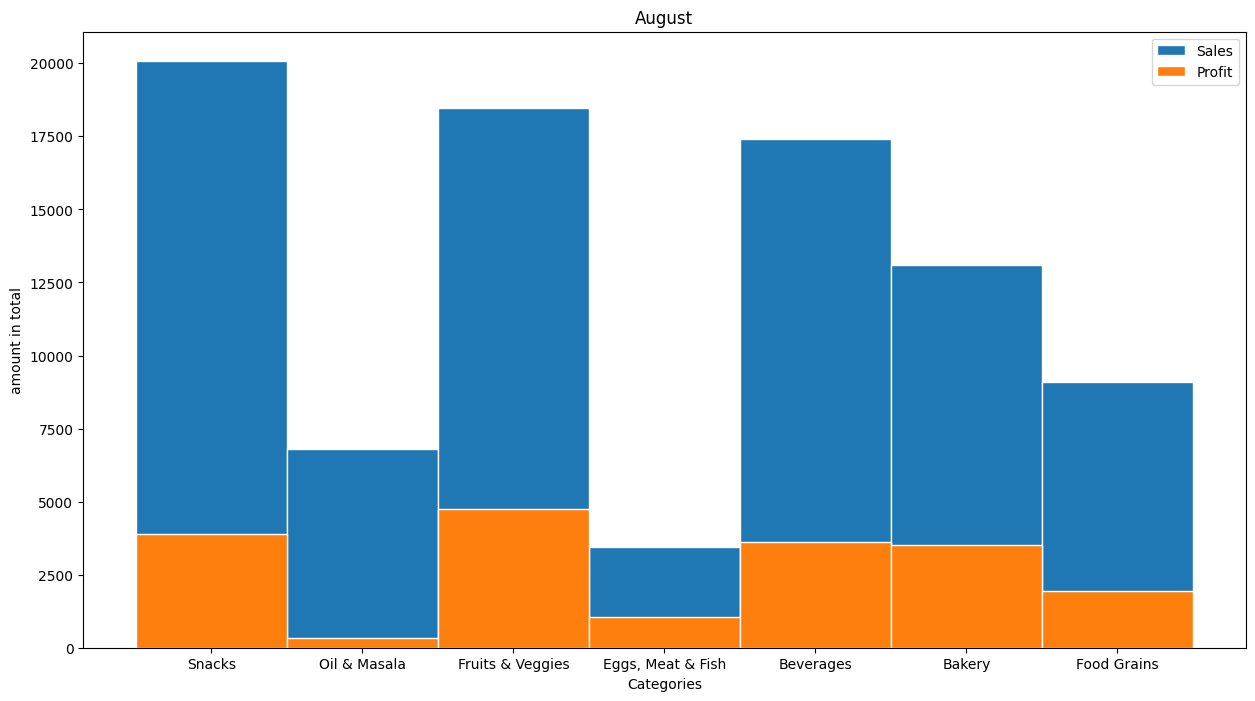 August
Sales
Profit
amount in total
20000
17500
15000
12500
10000
7500
5000
2500
0
Snacks
Oil & Masala
Fruits & Veggies
Eggs, Meat & Fish
Beverages
Bakery
Food Grains
Categories